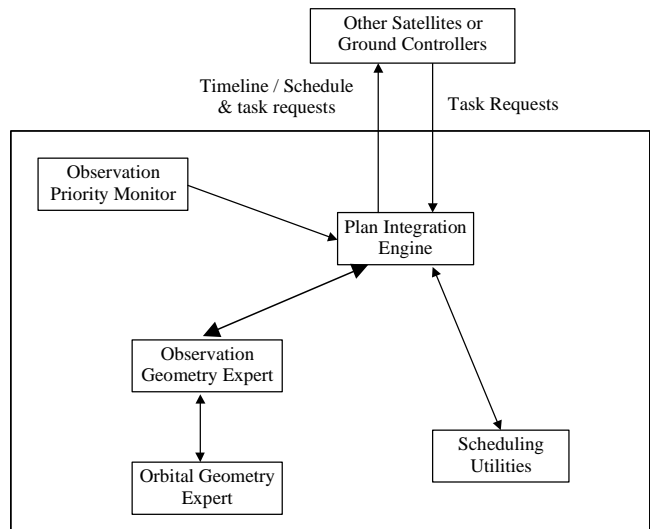 Other Satellites or
Ground Controllers
Timeline / Schedule
& task requests
Task Requests
Observation
Priority Monitor
Plan Integration
Engine
Observation
Geometry Expert
Scheduling
Utilities
Orbital Geometry
Expert